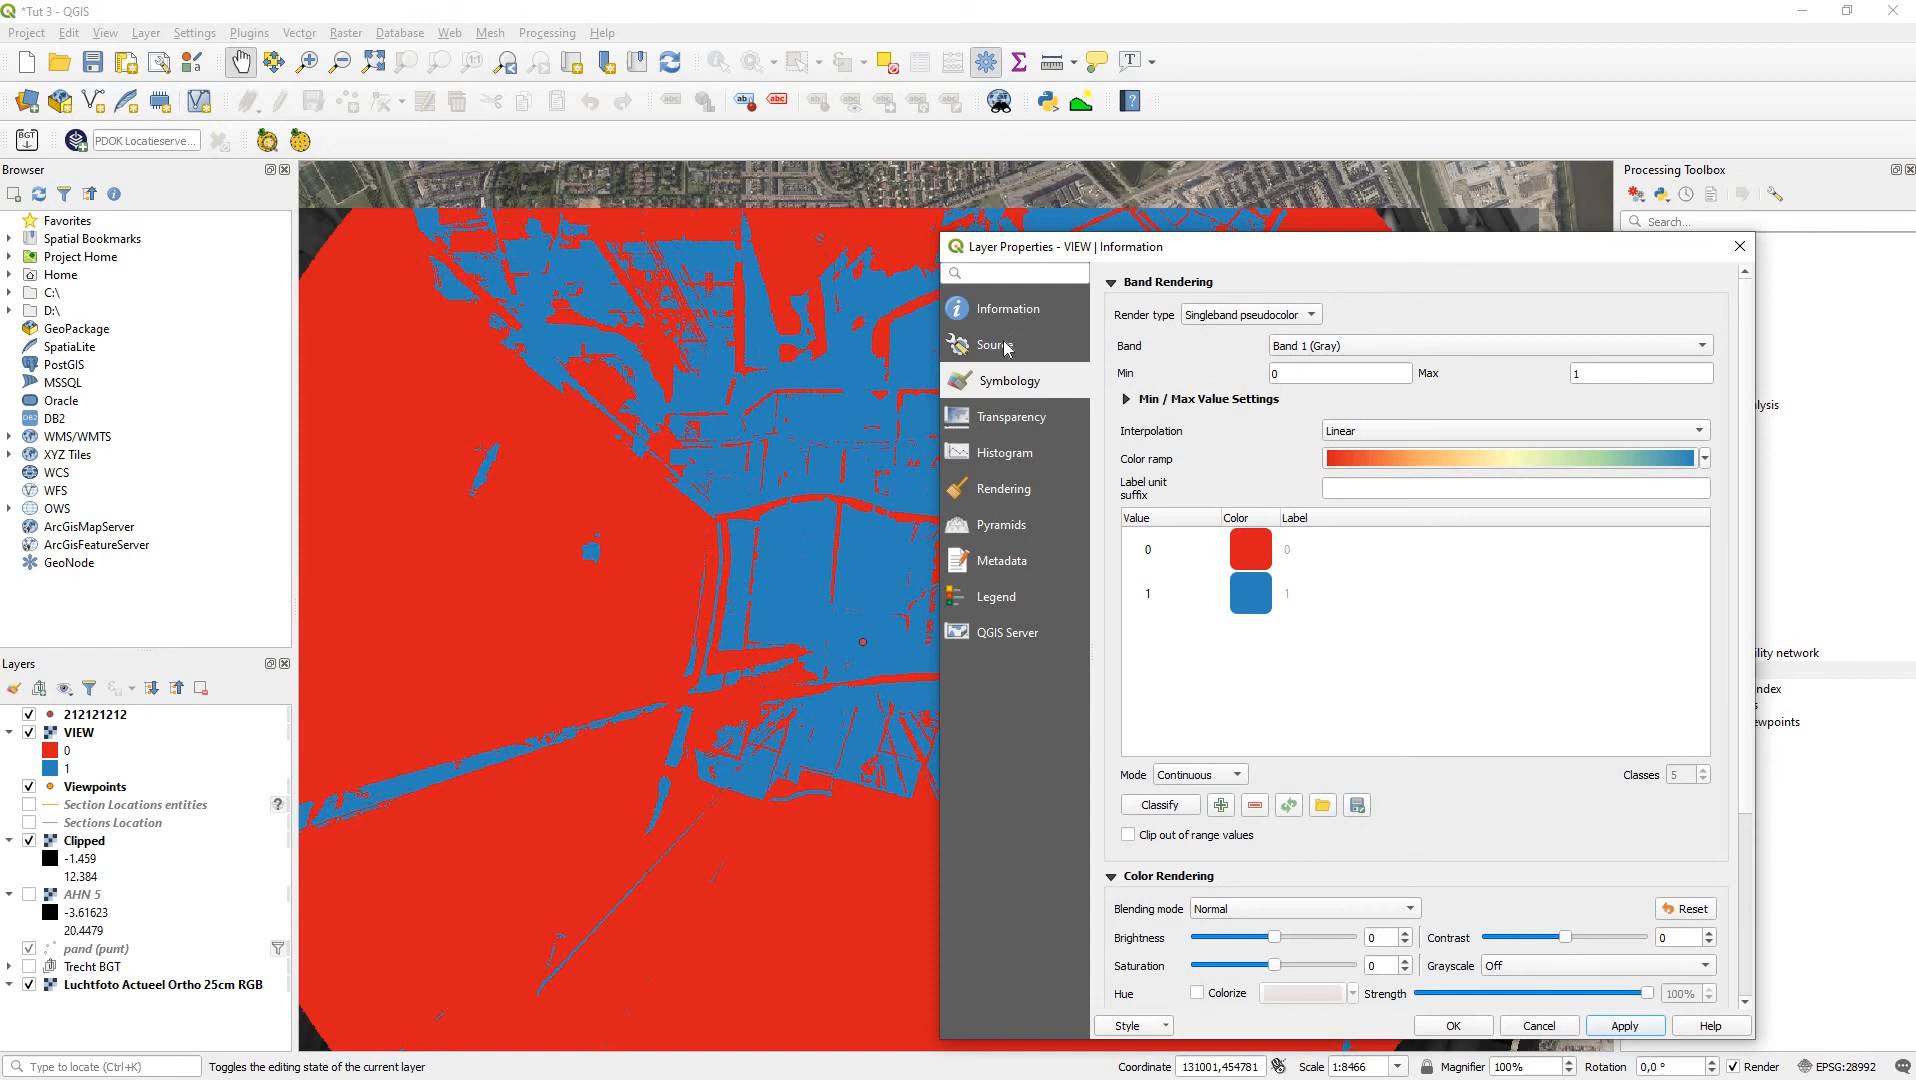 *Tut 3 - QGIS
Project Edit View Layer Settings Plugins Vector Raster Database Web Mesh Processing Help
BGT PDOK Locatieserve...
Browser
Favorites
Spatial Bookmarks
Project Home
Home
C:\
D:\
GeoPackage
SpatiaLite
PostGIS
MSSQL
Oracle
DB2
WMS/WMTS
XYZ Tiles
WCS
WFS
OWS
ArcGisMapServer
ArcGisFeatureServer
GeoNode
Layers
212121212
VIEW
0
1
Viewpoints
Section Locations entities
Sections Location
Clipped
-1.459
12.384
AHN 5
-3.61623
20.4479
pand (punt)
Trecht BGT
Luchtfoto Actueel Ortho 25cm RGB
Processing Toolbox
Search...
alysis
ility network
ndex
s
ewpoints
Layer Properties - VIEW | Information
Information
Source
Symbology
Transparency
Histogram
Rendering
Pyramids
Metadata
Legend
QGIS Server
Band Rendering
Render type Singleband pseudocolor
Band Band 1 (Gray)
Min 0 Max 1
Min / Max Value Settings
Interpolation Linear
Color ramp
Label unit
suffix
Value Color Label
0 0
1 1
Mode Continuous Classes 5
Classify
Clip out of range values
Color Rendering
Blending mode Normal Reset
Brightness 0 Contrast 0
Saturation 0 Grayscale Off
Hue Colorize Strength 100%
Style OK Cancel Apply Help
Type to locate (Ctrl+K) Toggles the editing state of the current layer Coordinate 131001,454781 Scale 1:8466 Magnifier 100% Rotation 0,0 ° Render EPSG:28992